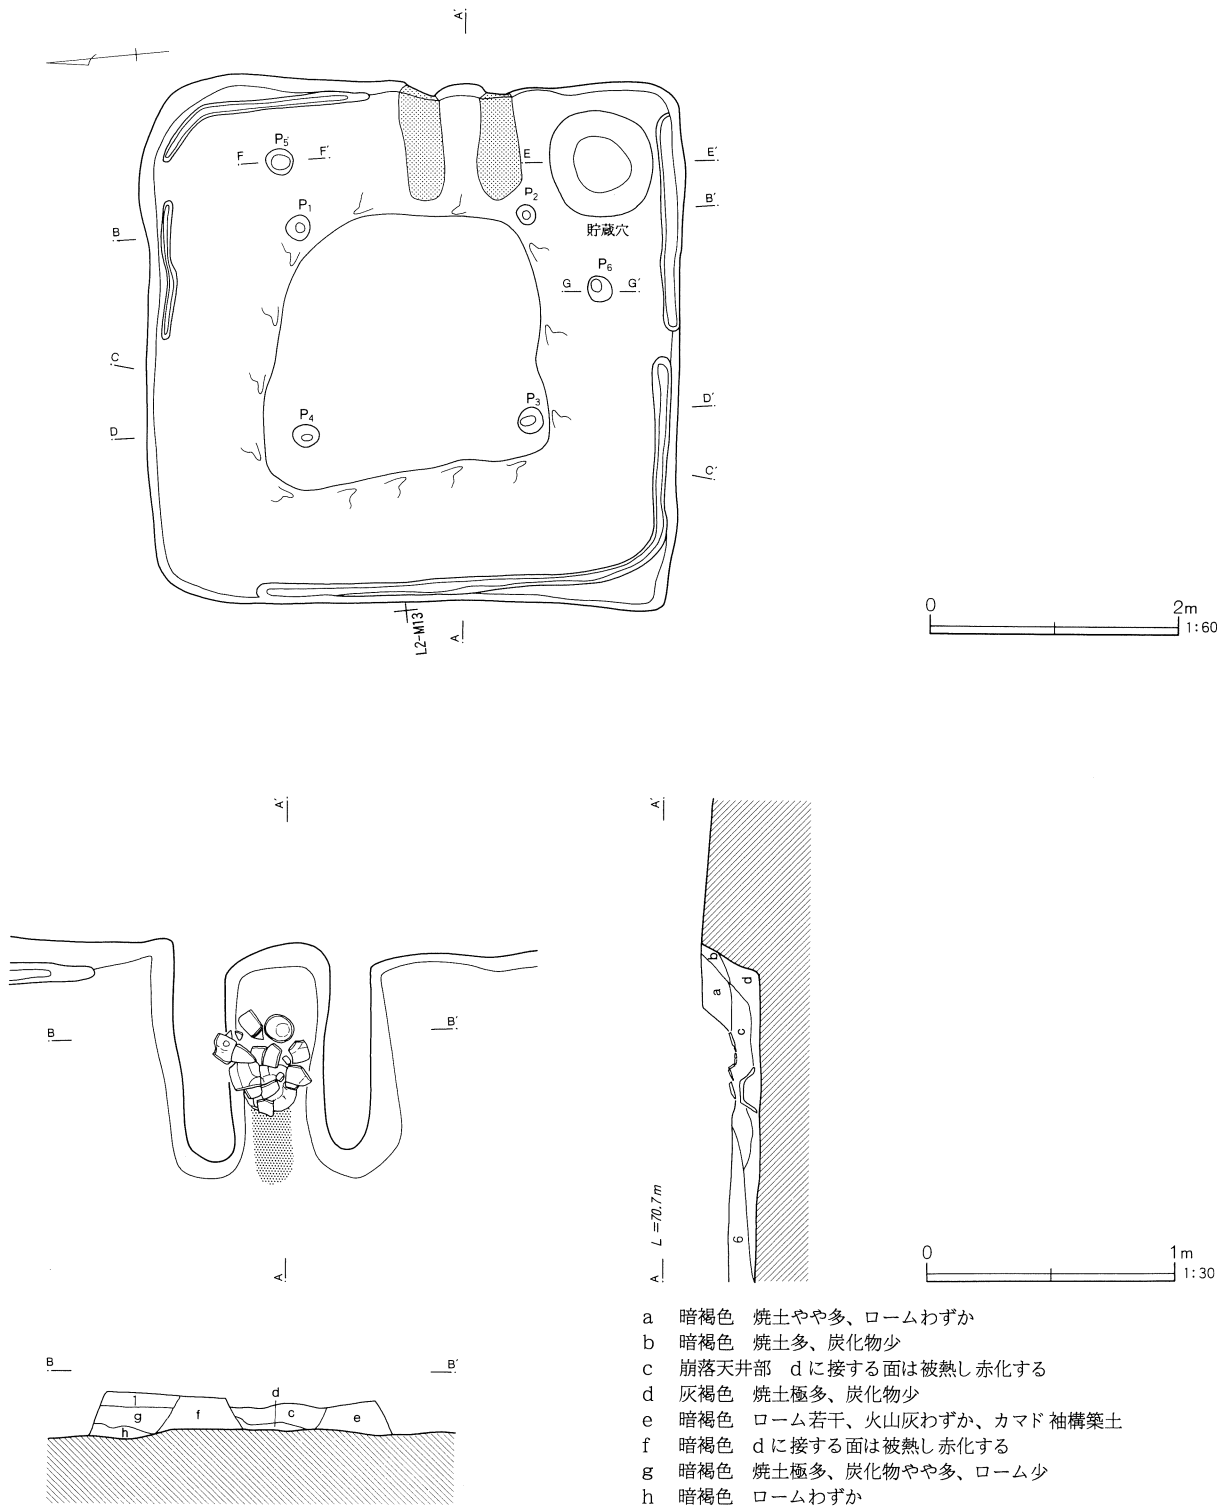 A′
P5
F
F′
E
E′
P1
P2
B′
貯蔵穴
B
P6
G
G′
C
P3
D′
P4
D
C′
L2-M13
A
0 2m
1:60
A′
A′
b
d
a
c
B
B′
L=70.7m
6
A
A
0 1m
1:30
B
B′
1
d
g
f
c
e
h
a 暗褐色 焼土やや多、ロームわずか
b 暗褐色 焼土多、炭化物少
c 崩落天井部 dに接する面は被熱し赤化する
d 灰褐色 焼土極多、炭化物少
e 暗褐色 ローム若干、火山灰わずか、カマド袖構築土
f 暗褐色 dに接する面は被熱し赤化する
g 暗褐色 焼土極多、炭化物やや多、ローム少
h 暗褐色 ロームわずか